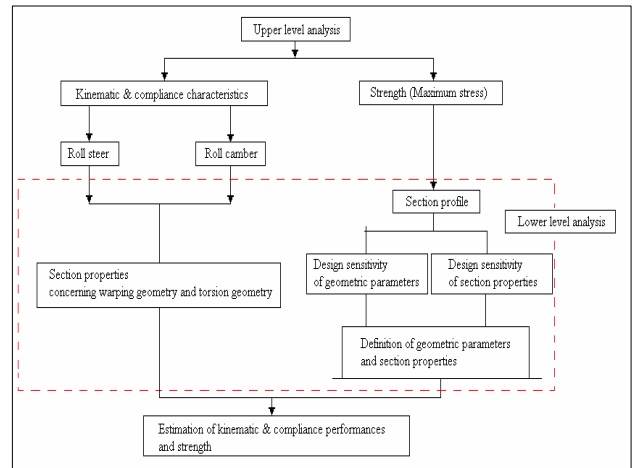 Upper level analysis
Kinematic & compliance characteristics
Strength (Maximum stress)
Roll steer
Roll camber
Section profile
Lower level analysis
Section properties
concerning warping geometry and torsion geometry
Design sensitivity
of geometric parameters
Design sensitivity
of section properties
Definition of geometric parameters
and section properties
Estimation of kinematic & compliance performances
and strength